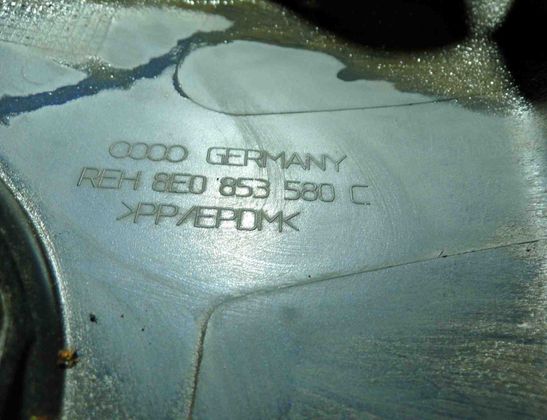 GERMANY
REH 8E0 853 580 C.
>PP/EPDM<